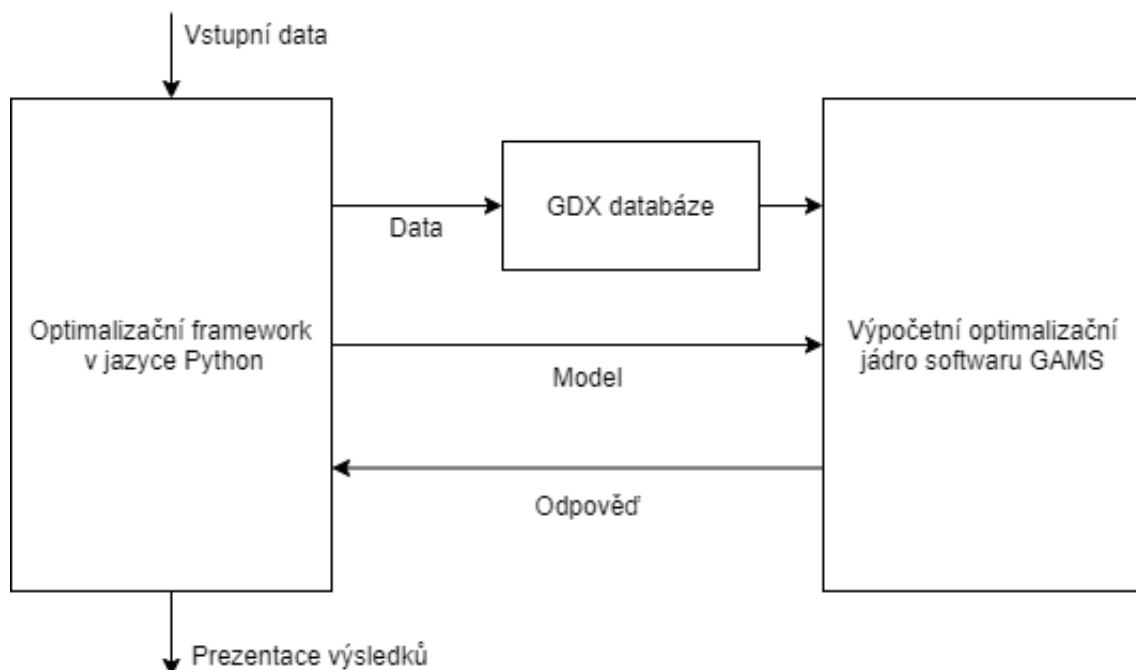 Vstupní data
GDX databáze
Data
Optimalizační framework
v jazyce Python
Výpočetní optimalizační
jádro softwaru GAMS
Model
Odpověď
Prezentace výsledků